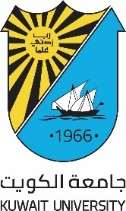 رب
زدني
علما
· 1966 ·
جامعة الكويت
KUWAIT UNIVERSITY